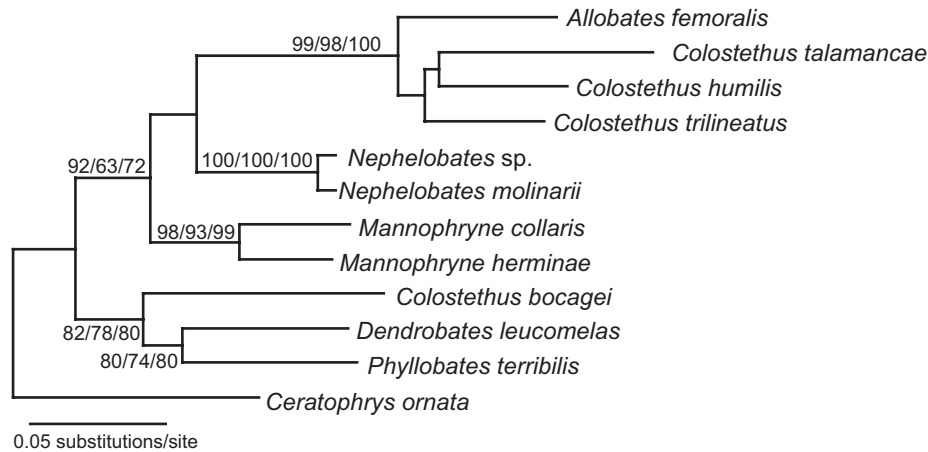 Allobates femoralis
99/98/100
Colostethus talamancae
Colostethus humilis
Colostethus trilineatus
Nephelobates sp.
100/100/100
92/63/72
Nephelobates molinarii
Mannophryne collaris
98/93/99
Mannophryne herminae
Colostethus bocagei
82/78/80
Dendrobates leucomelas
80/74/80
Phyllobates terribilis
Ceratophrys ornata
0.05 substitutions/site